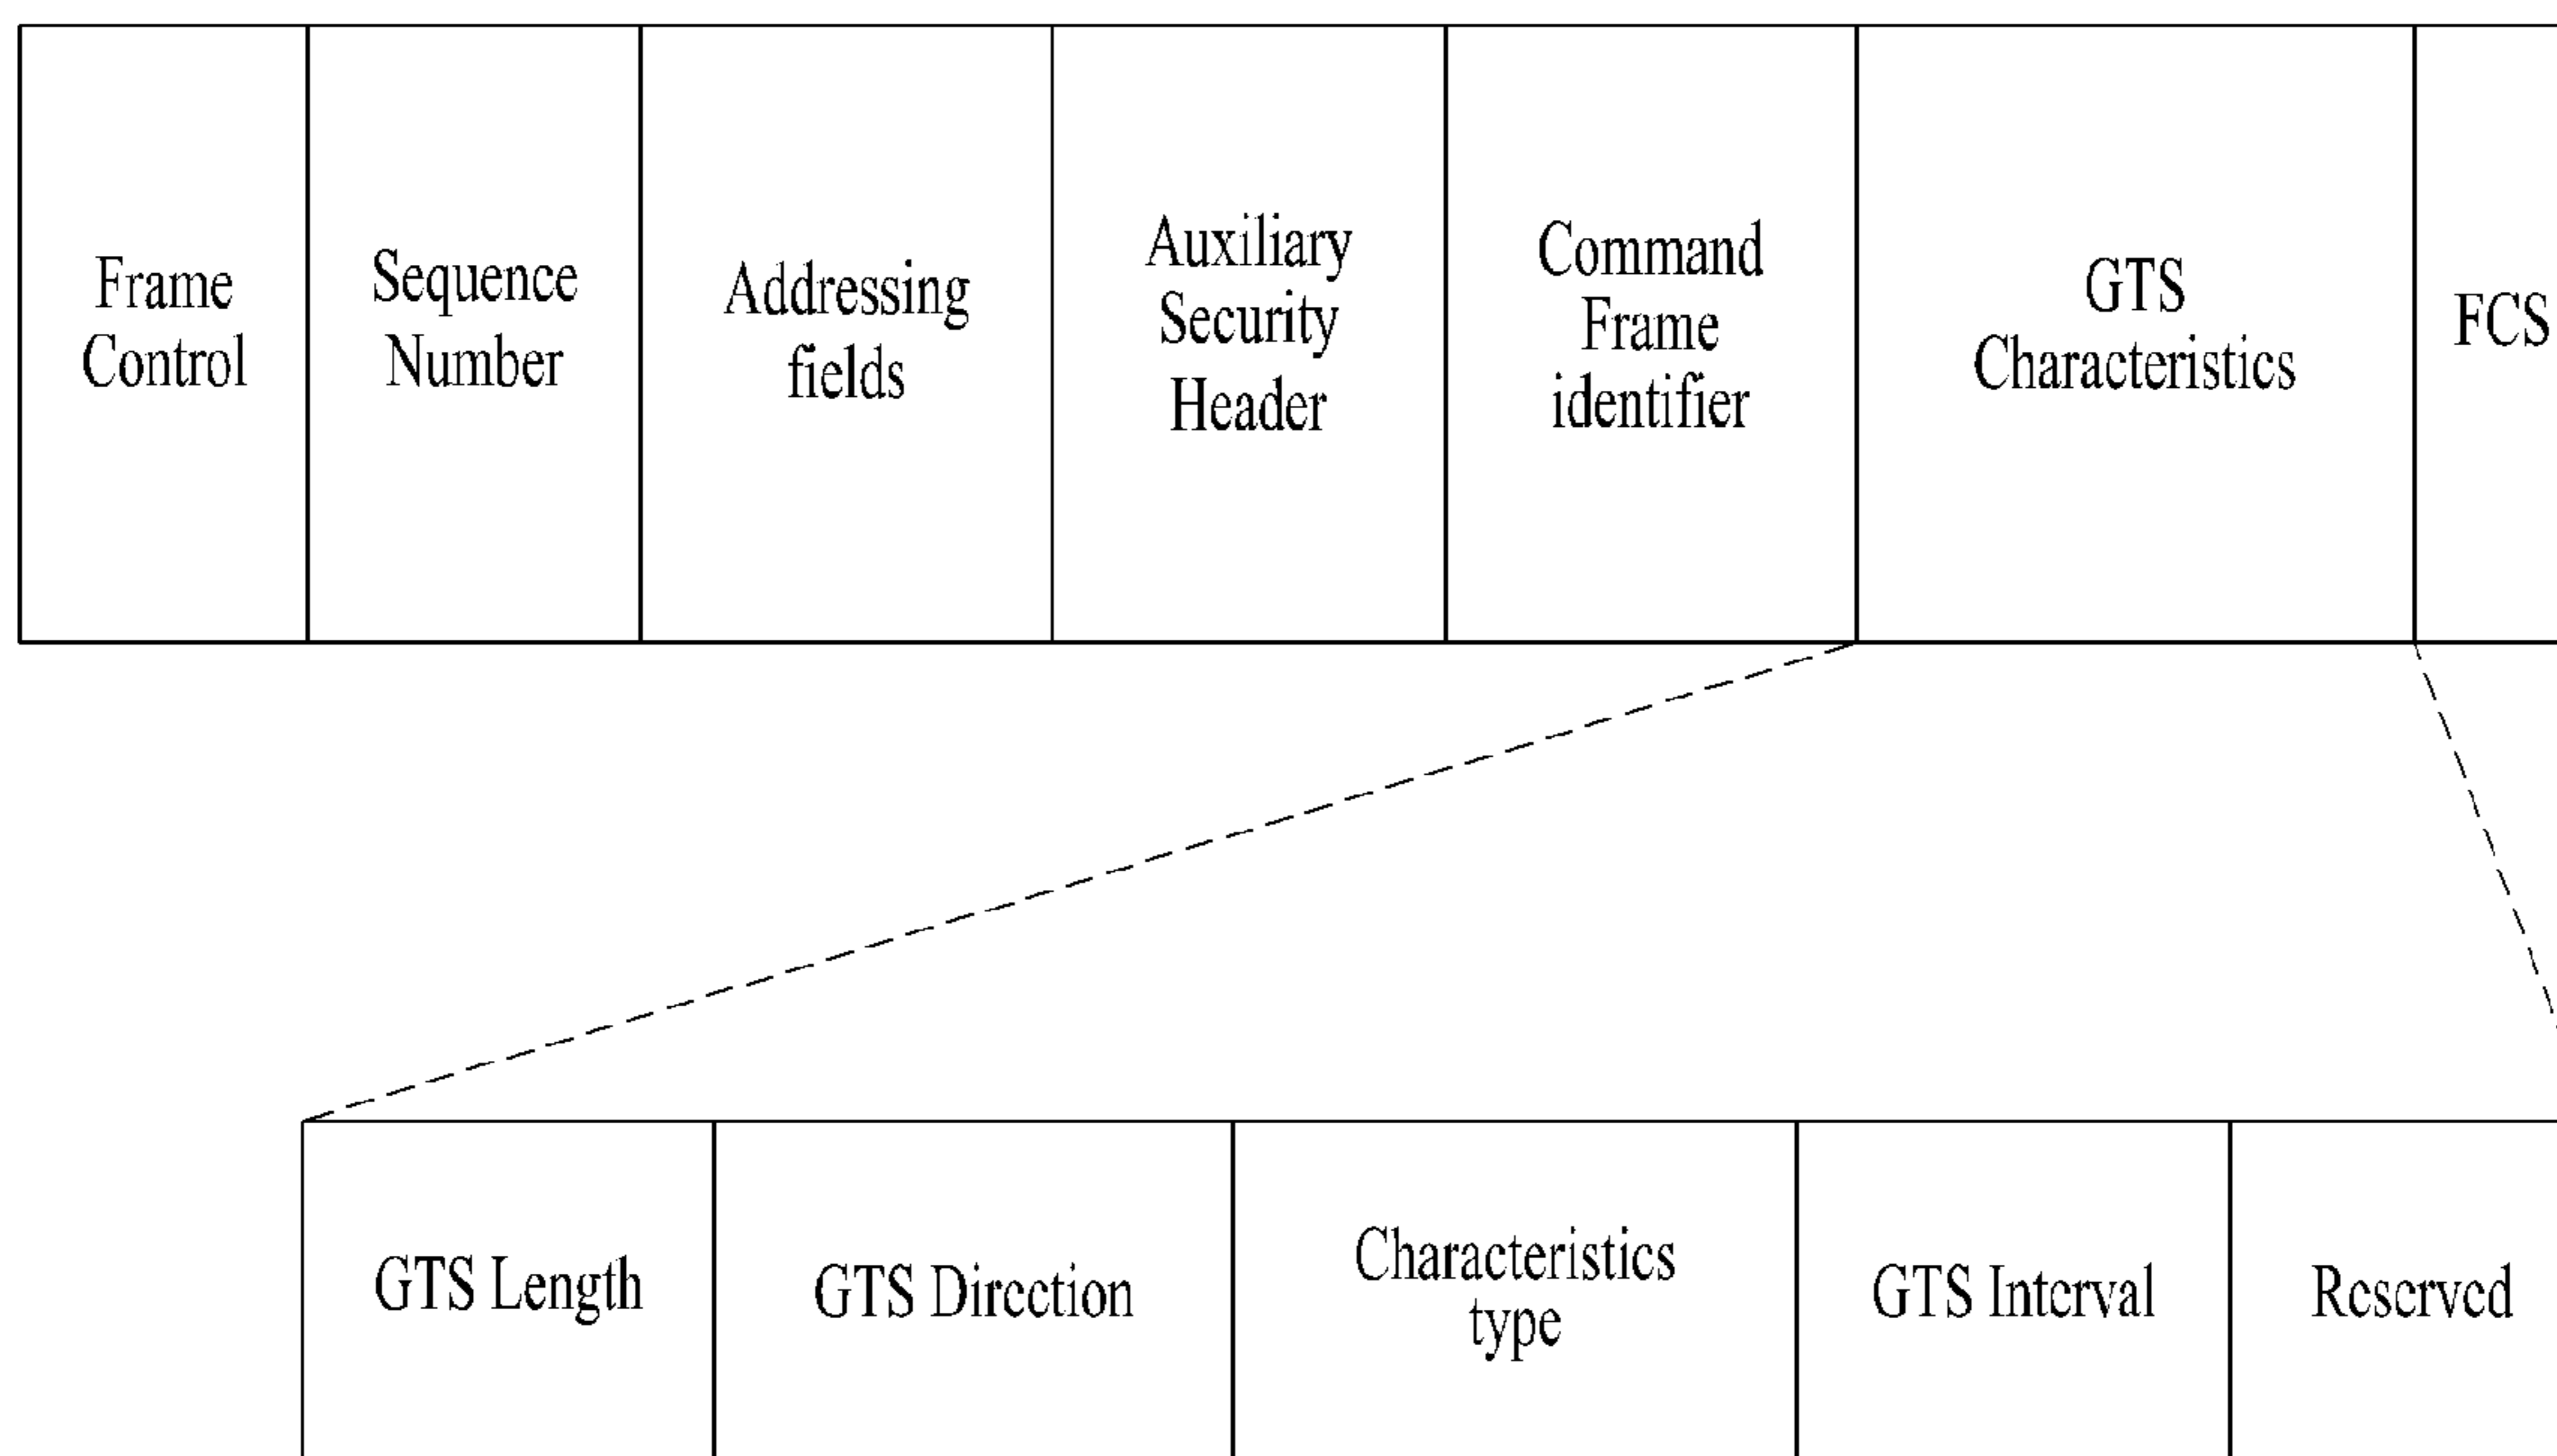 Frame
Control
Sequence
Number
Addressing
fields
Auxiliary
Security
Header
Command
Frame
identifier
GTS
Characteristics
FCS
GTS Length
GTS Direction
Characteristics
type
GTS Interval
Reserved